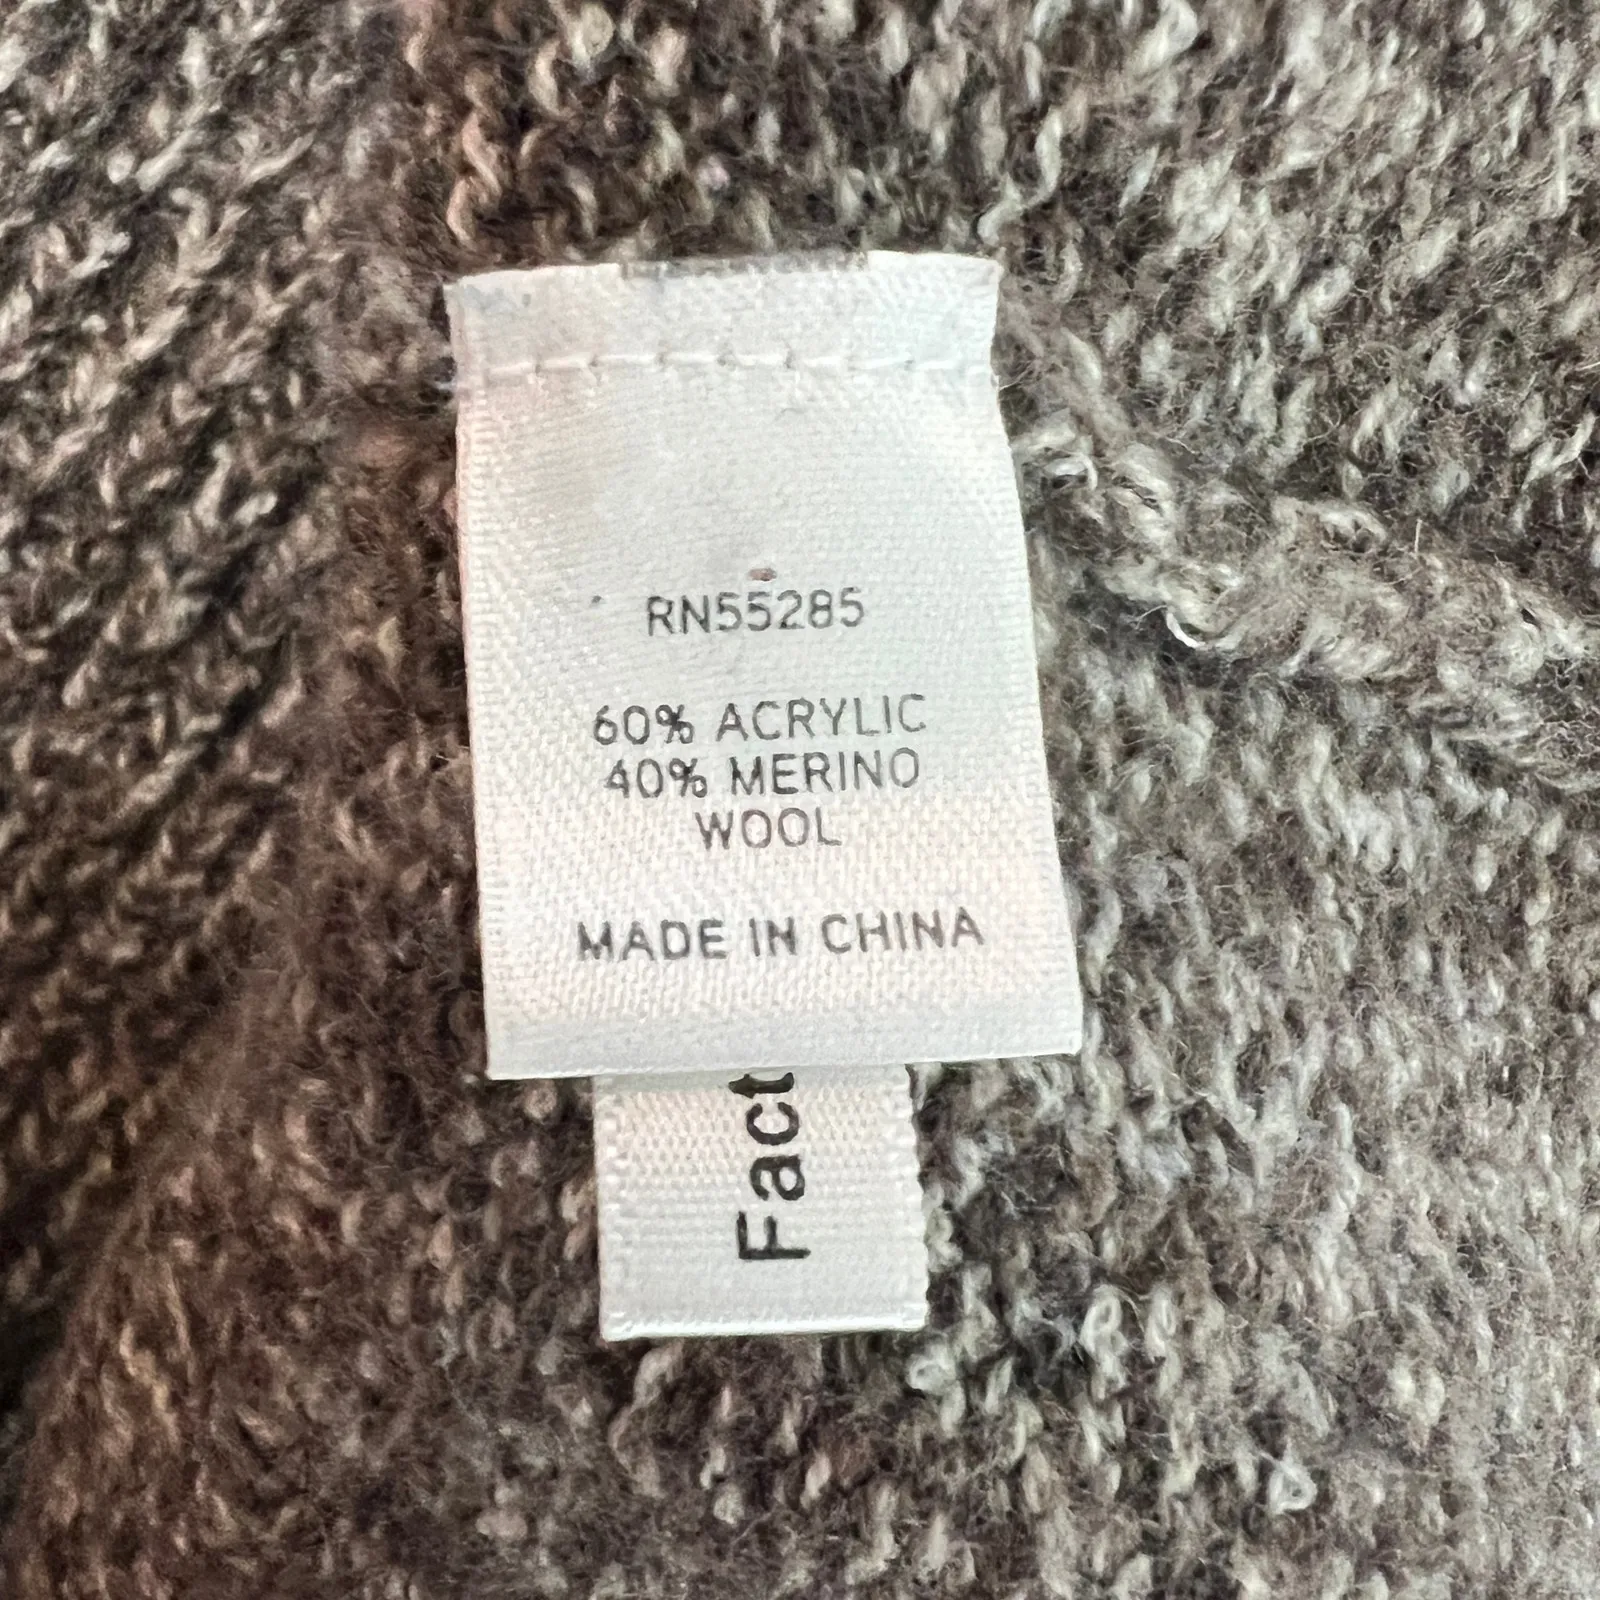 RN55285
60% ACRYLIC
40% MERINO
WOOL
MADE IN CHINA
Fact